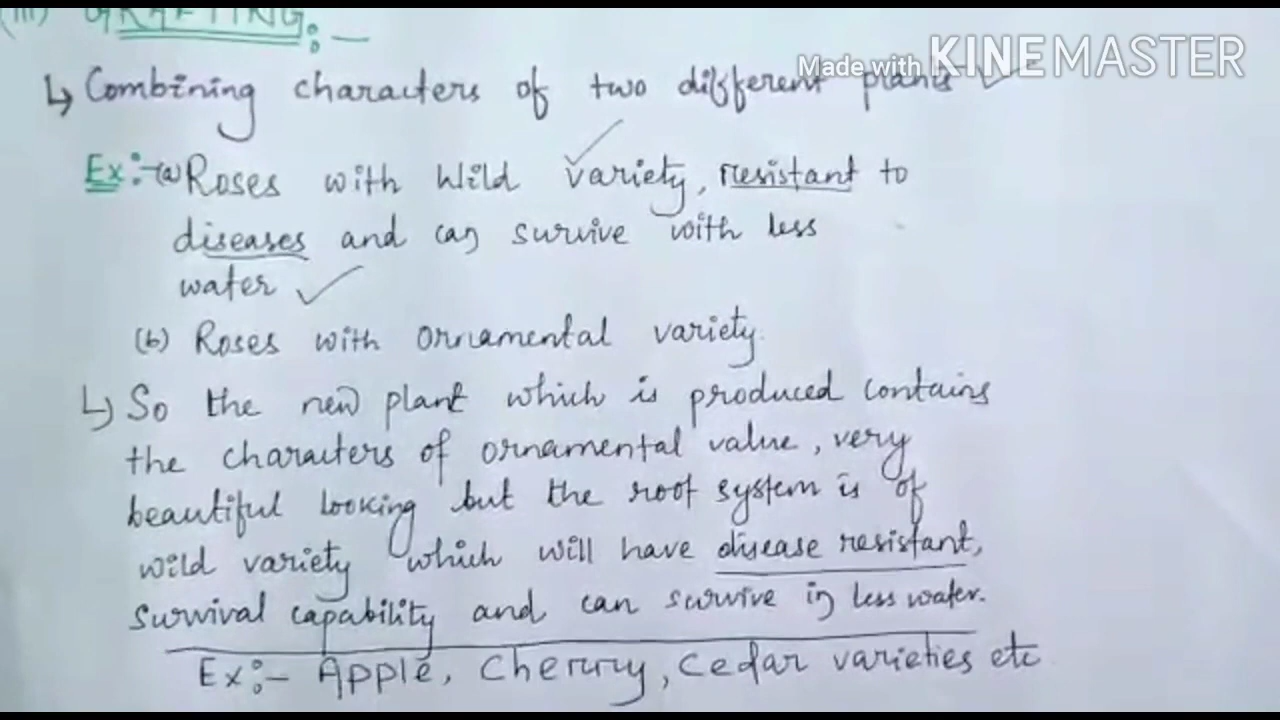 (iii) GRAFTING:-
Made with KINEMASTER
↳ Combining characters of two different plants
Ex:- (a) Roses with Wild variety, resistant to
diseases and can survive with less
water
(b) Roses with ornamental variety.
↳ So the new plant which is produced contains
the characters of ornamental value, very
beautiful looking but the root system is of
wild variety which will have disease resistant,
survival capability and can survive in less water.
Ex:- Apple, Cherry, Cedar varieties etc